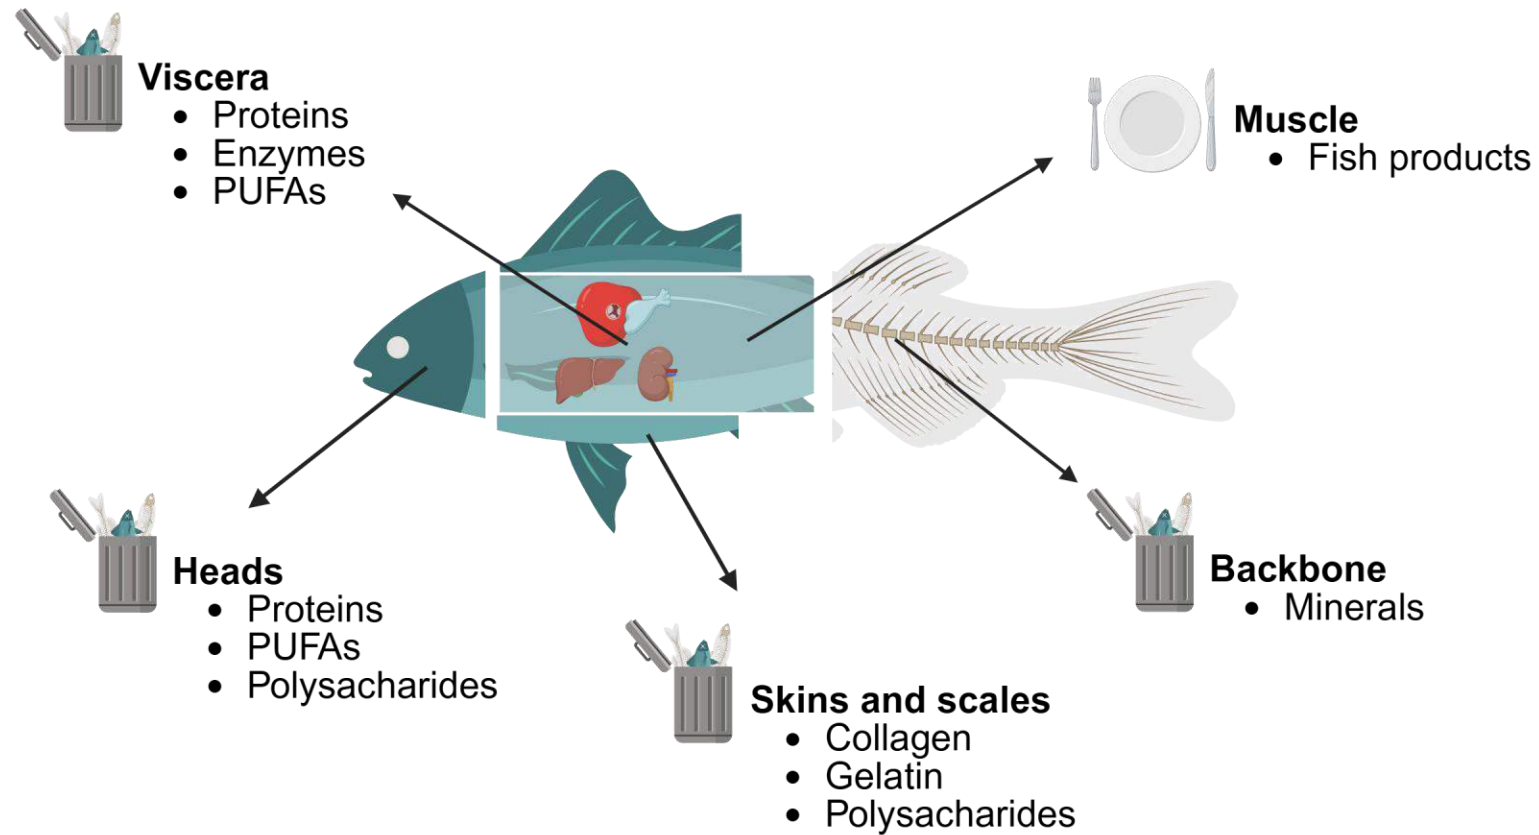 Viscera
• Proteins
• Enzymes
• PUFAs
Muscle
• Fish products
Heads
• Proteins
• PUFAs
• Polysacharides
Skins and scales
• Collagen
• Gelatin
• Polysacharides
Backbone
• Minerals